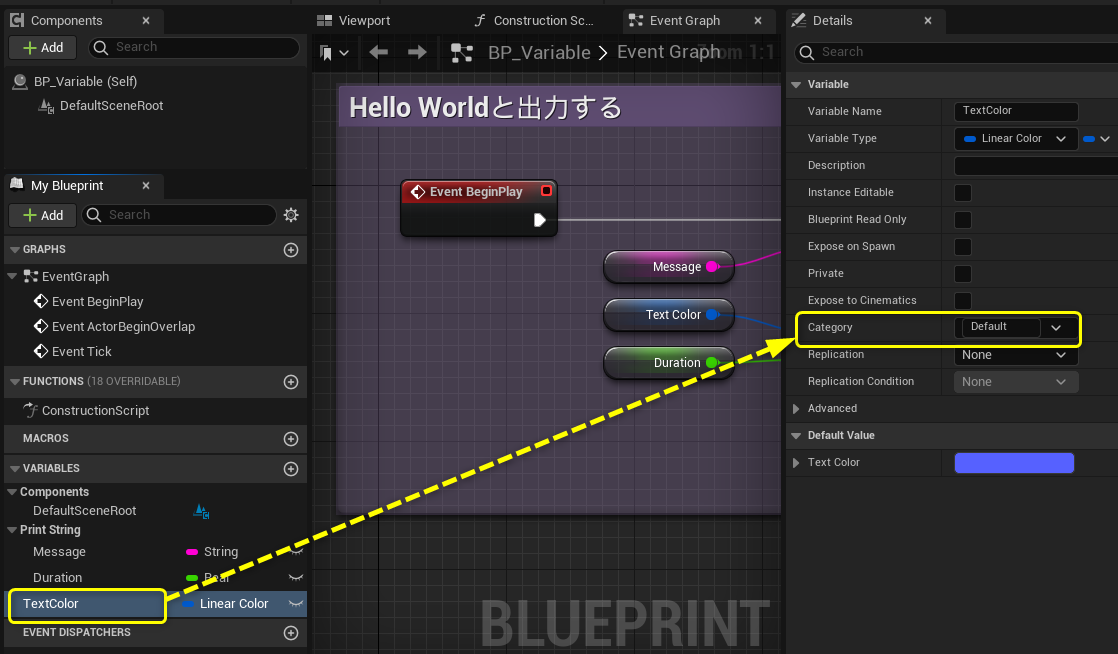 Components
Add
Search
BP_Variable (Self)
DefaultSceneRoot
My Blueprint
Add
Search
GRAPHS
EventGraph
Event BeginPlay
Event ActorBeginOverlap
Event Tick
FUNCTIONS (18 OVERRIDABLE)
ConstructionScript
MACROS
VARIABLES
Components
DefaultSceneRoot
Print String
Message String
Duration Real
TextColor Linear Color
EVENT DISPATCHERS
Viewport
Construction Sc...
Event Graph
BP_Variable > Event Graph
Zoom 1:1
Hello Worldと出力する
Event BeginPlay
Message
Text Color
Duration
BLUEPRINT
Details
Search
Variable
Variable Name TextColor
Variable Type Linear Color
Description
Instance Editable
Blueprint Read Only
Expose on Spawn
Private
Expose to Cinematics
Category Default
Replication None
Replication Condition None
Advanced
Default Value
Text Color